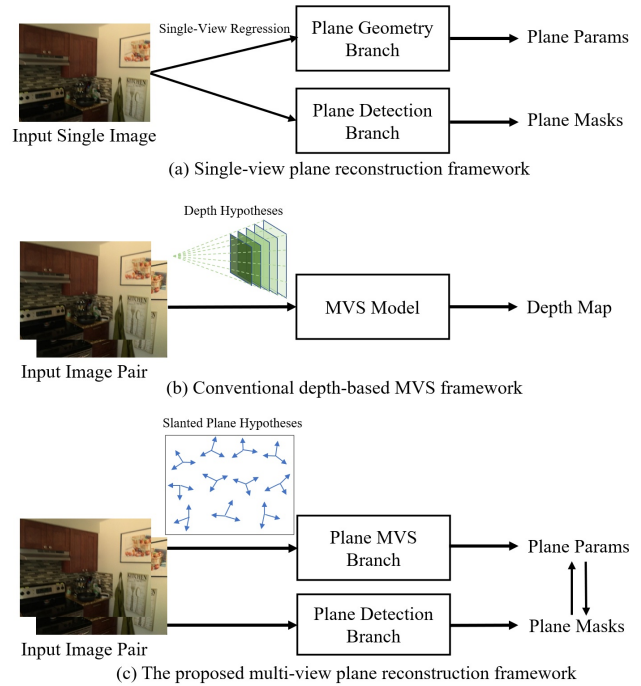 Single-View Regression
Plane Geometry
Branch
Plane Params
Plane Detection
Branch
Plane Masks
Input Single Image
(a) Single-view plane reconstruction framework
Depth Hypotheses
MVS Model
Depth Map
Input Image Pair
(b) Conventional depth-based MVS framework
Slanted Plane Hypotheses
Plane MVS
Branch
Plane Params
Plane Detection
Branch
Plane Masks
Input Image Pair
(c) The proposed multi-view plane reconstruction framework
KITCHEN